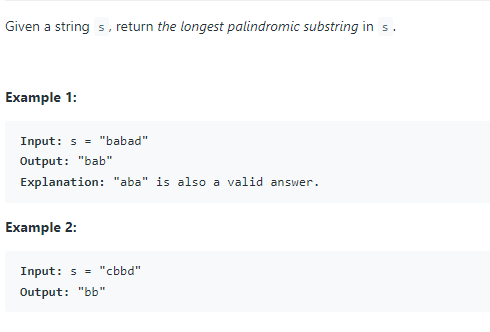 Given a string s, return the longest palindromic substring in s.
Example 1:
Input: s = "babad"
Output: "bab"
Explanation: "aba" is also a valid answer.
Example 2:
Input: s = "cbbd"
Output: "bb"